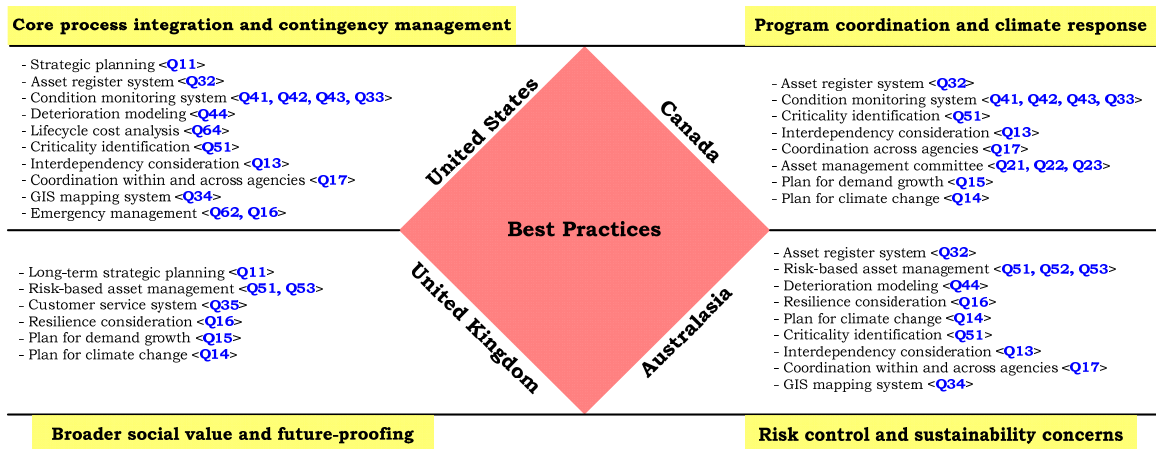 Core process integration and contingency management
- Strategic planning <Q11>
- Asset register system <Q32>
- Condition monitoring system <Q41, Q42, Q43, Q33>
- Deterioration modeling <Q44>
- Lifecycle cost analysis <Q64>
- Criticality identification <Q51>
- Interdependency consideration <Q13>
- Coordination within and across agencies <Q17>
- GIS mapping system <Q34>
- Emergency management <Q62, Q16>
United States
Program coordination and climate response
- Asset register system <Q32>
- Condition monitoring system <Q41, Q42, Q43, Q33>
- Criticality identification <Q51>
- Interdependency consideration <Q13>
- Coordination across agencies <Q17>
- Asset management committee <Q21, Q22, Q23>
- Plan for demand growth <Q15>
- Plan for climate change <Q14>
Canada
Best Practices
- Long-term strategic planning <Q11>
- Risk-based asset management <Q51, Q53>
- Customer service system <Q35>
- Resilience consideration <Q16>
- Plan for demand growth <Q15>
- Plan for climate change <Q14>
United Kingdom
Broader social value and future-proofing
- Asset register system <Q32>
- Risk-based asset management <Q51, Q52, Q53>
- Deterioration modeling <Q44>
- Resilience consideration <Q16>
- Plan for climate change <Q14>
- Criticality identification <Q51>
- Interdependency consideration <Q13>
- Coordination within and across agencies <Q17>
- GIS mapping system <Q34>
Australasia
Risk control and sustainability concerns